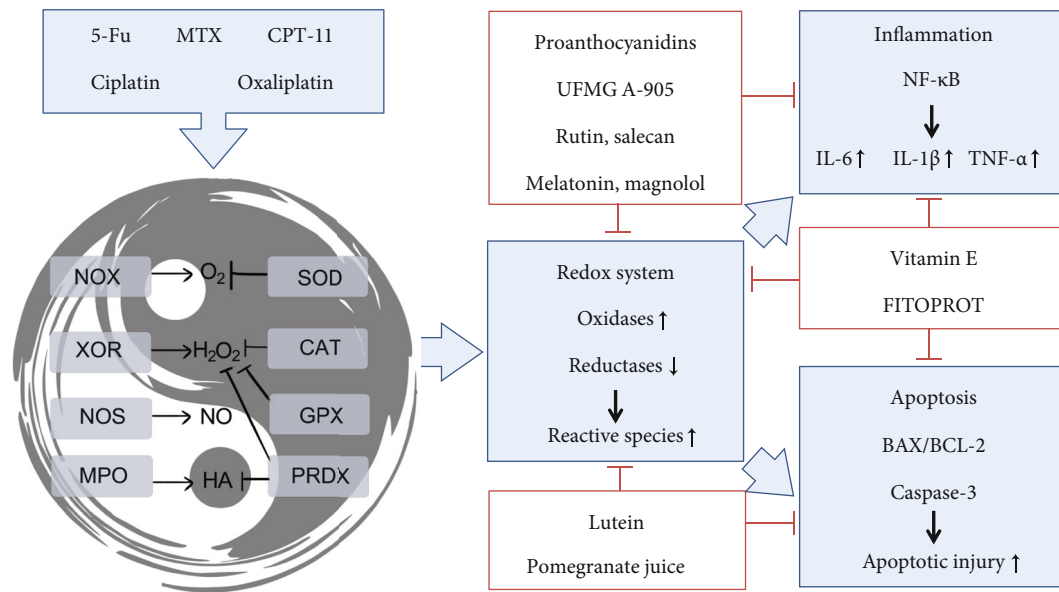 5-Fu MTX CPT-11
Ciplatin Oxaliplatin
NOX → O₂ SOD
XOR → H₂O₂ CAT
NOS → NO GPX
MPO → HA PRDX
Proanthocyanidins
UFMG A-905
Rutin, salecan
Melatonin, magnolol
Redox system
Oxidases ↑
Reductases ↓
Reactive species ↑
Lutein
Pomegranate juice
Inflammation
NF-κB
IL-6 ↑ IL-1β ↑ TNF-α ↑
Vitamin E
FITOPROT
Apoptosis
BAX/BCL-2
Caspase-3
Apoptotic injury ↑